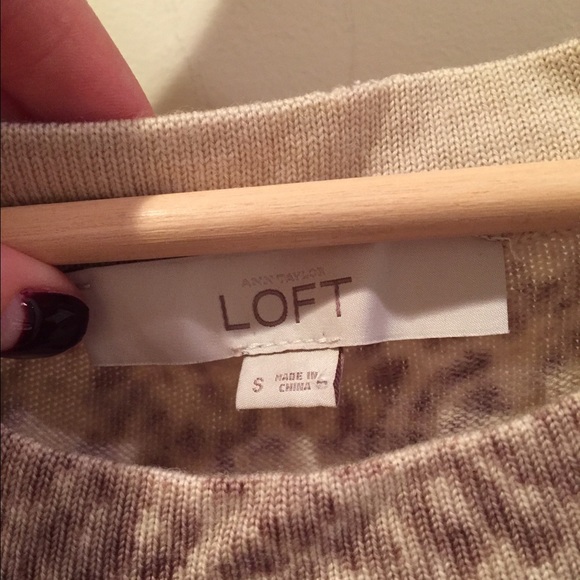 ANN TAYLOR
LOFT
S MADE IN
CHINA